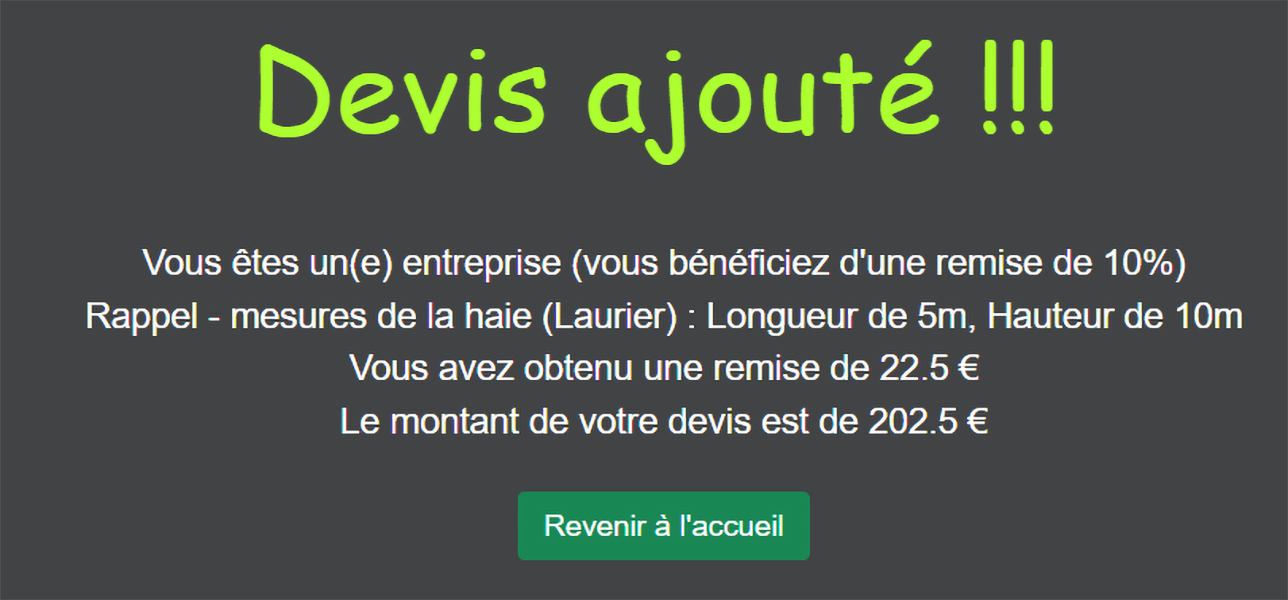 Devis ajouté !!!
Vous êtes un(e) entreprise (vous bénéficiez d'une remise de 10%)
Rappel - mesures de la haie (Laurier) : Longueur de 5m, Hauteur de 10m
Vous avez obtenu une remise de 22.5 €
Le montant de votre devis est de 202.5 €
Revenir à l'accueil